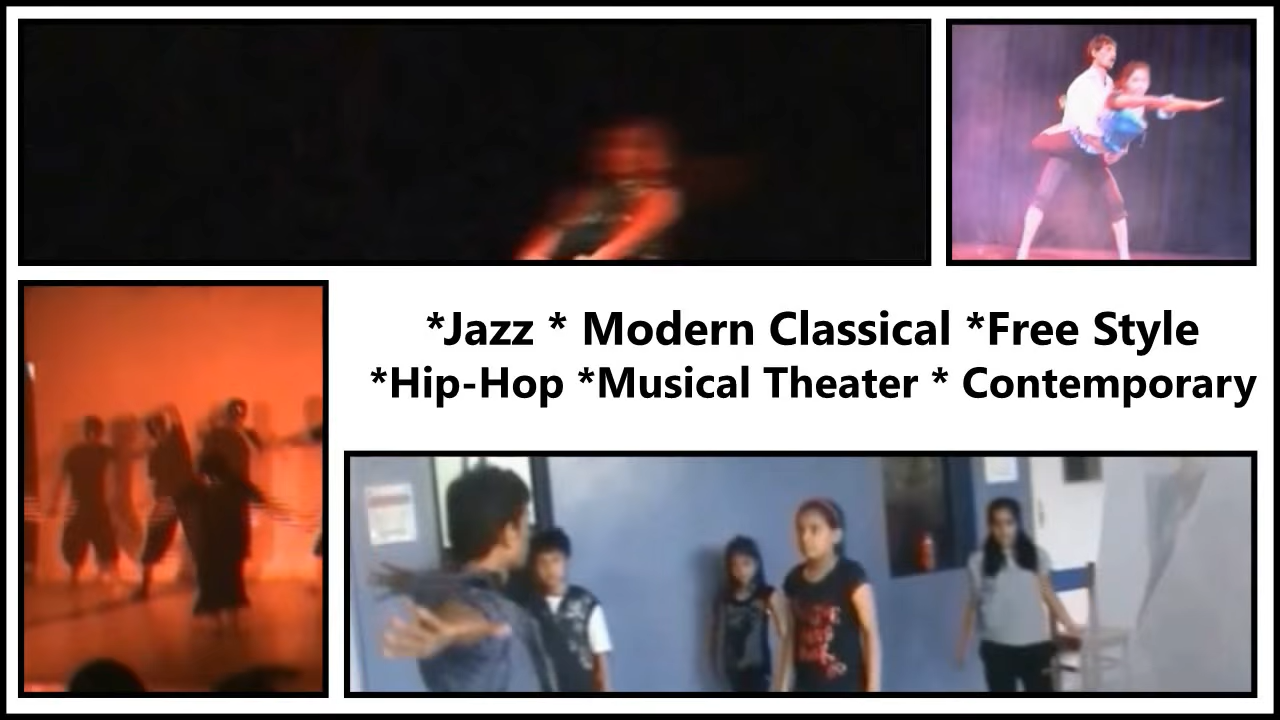 *Jazz * Modern Classical *Free Style
*Hip-Hop *Musical Theater * Contemporary